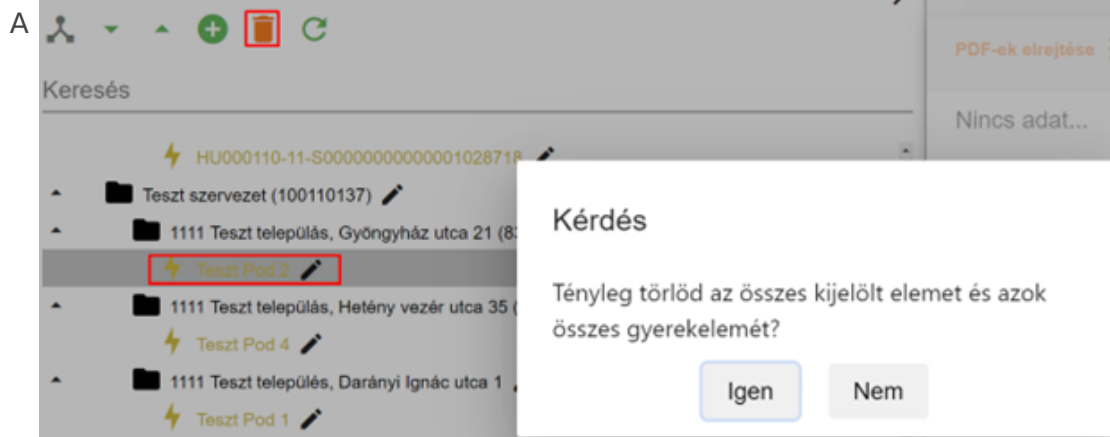 A
PDF-ek elrejtése
Keresés
Nincs adat...
HU000110-11-S00000000000001028718
Teszt szervezet (100110137)
1111 Teszt település, Gyöngyház utca 21 (83
Teszt Pod 2
1111 Teszt település, Hetény vezér utca 35 (
Teszt Pod 4
1111 Teszt település, Darányi Ignác utca 1
Teszt Pod 1
Kérdés
Tényleg törlöd az összes kijelölt elemet és azok
összes gyerekelemét?
Igen Nem